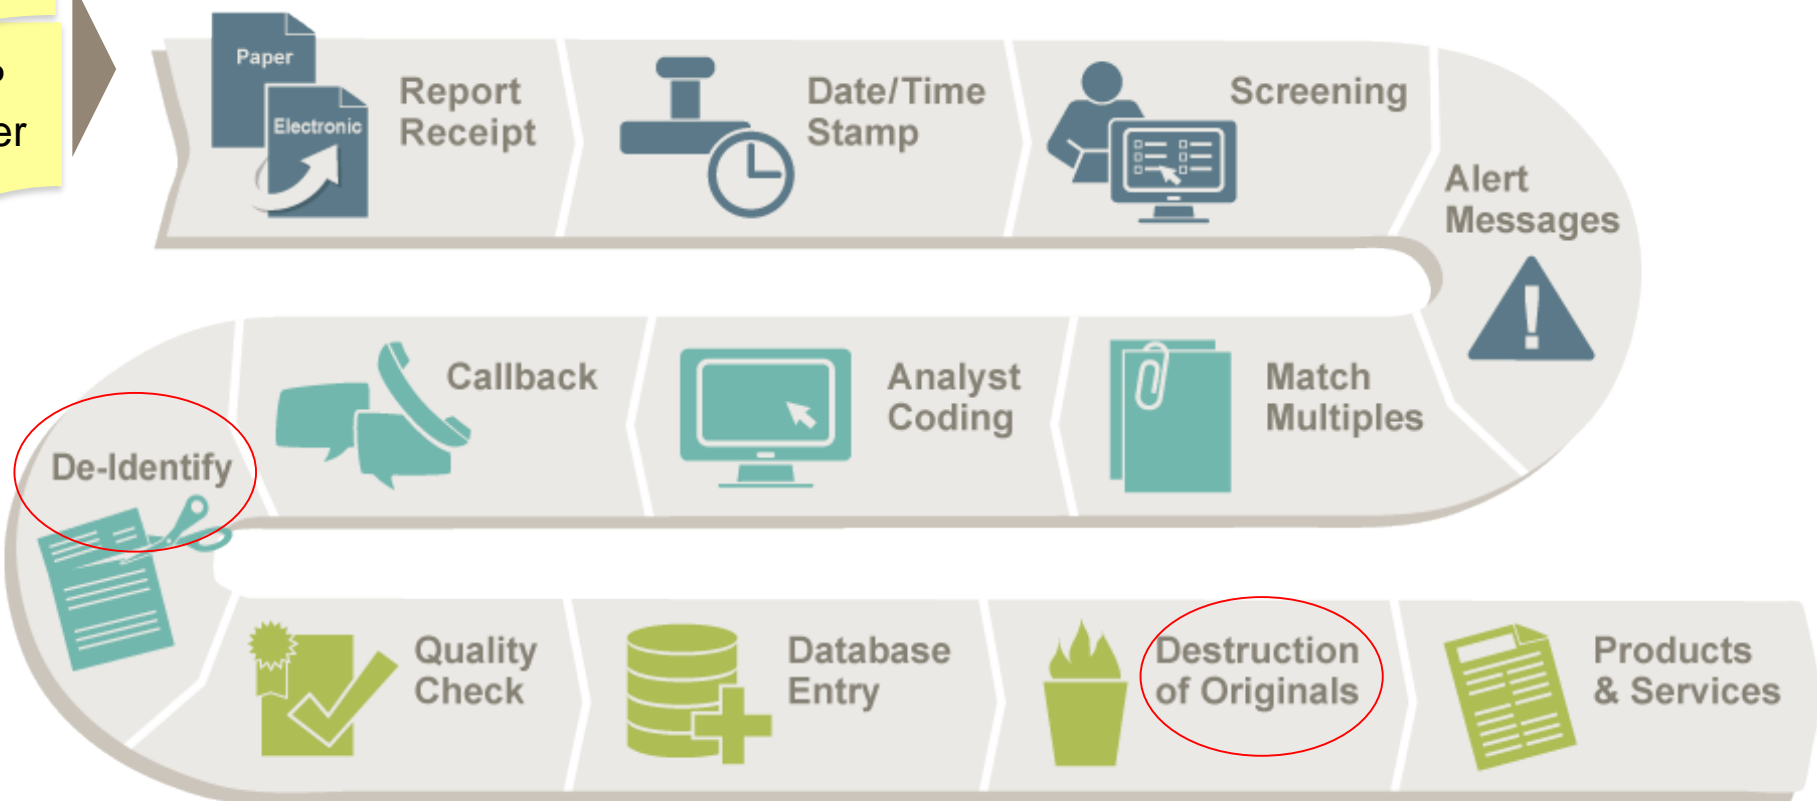 er
Paper
Electronic
Report
Receipt
Date/Time
Stamp
Screening
Alert
Messages
Match
Multiples
Analyst
Coding
Callback
De-Identify
Quality
Check
Database
Entry
Destruction
of Originals
Products
& Services